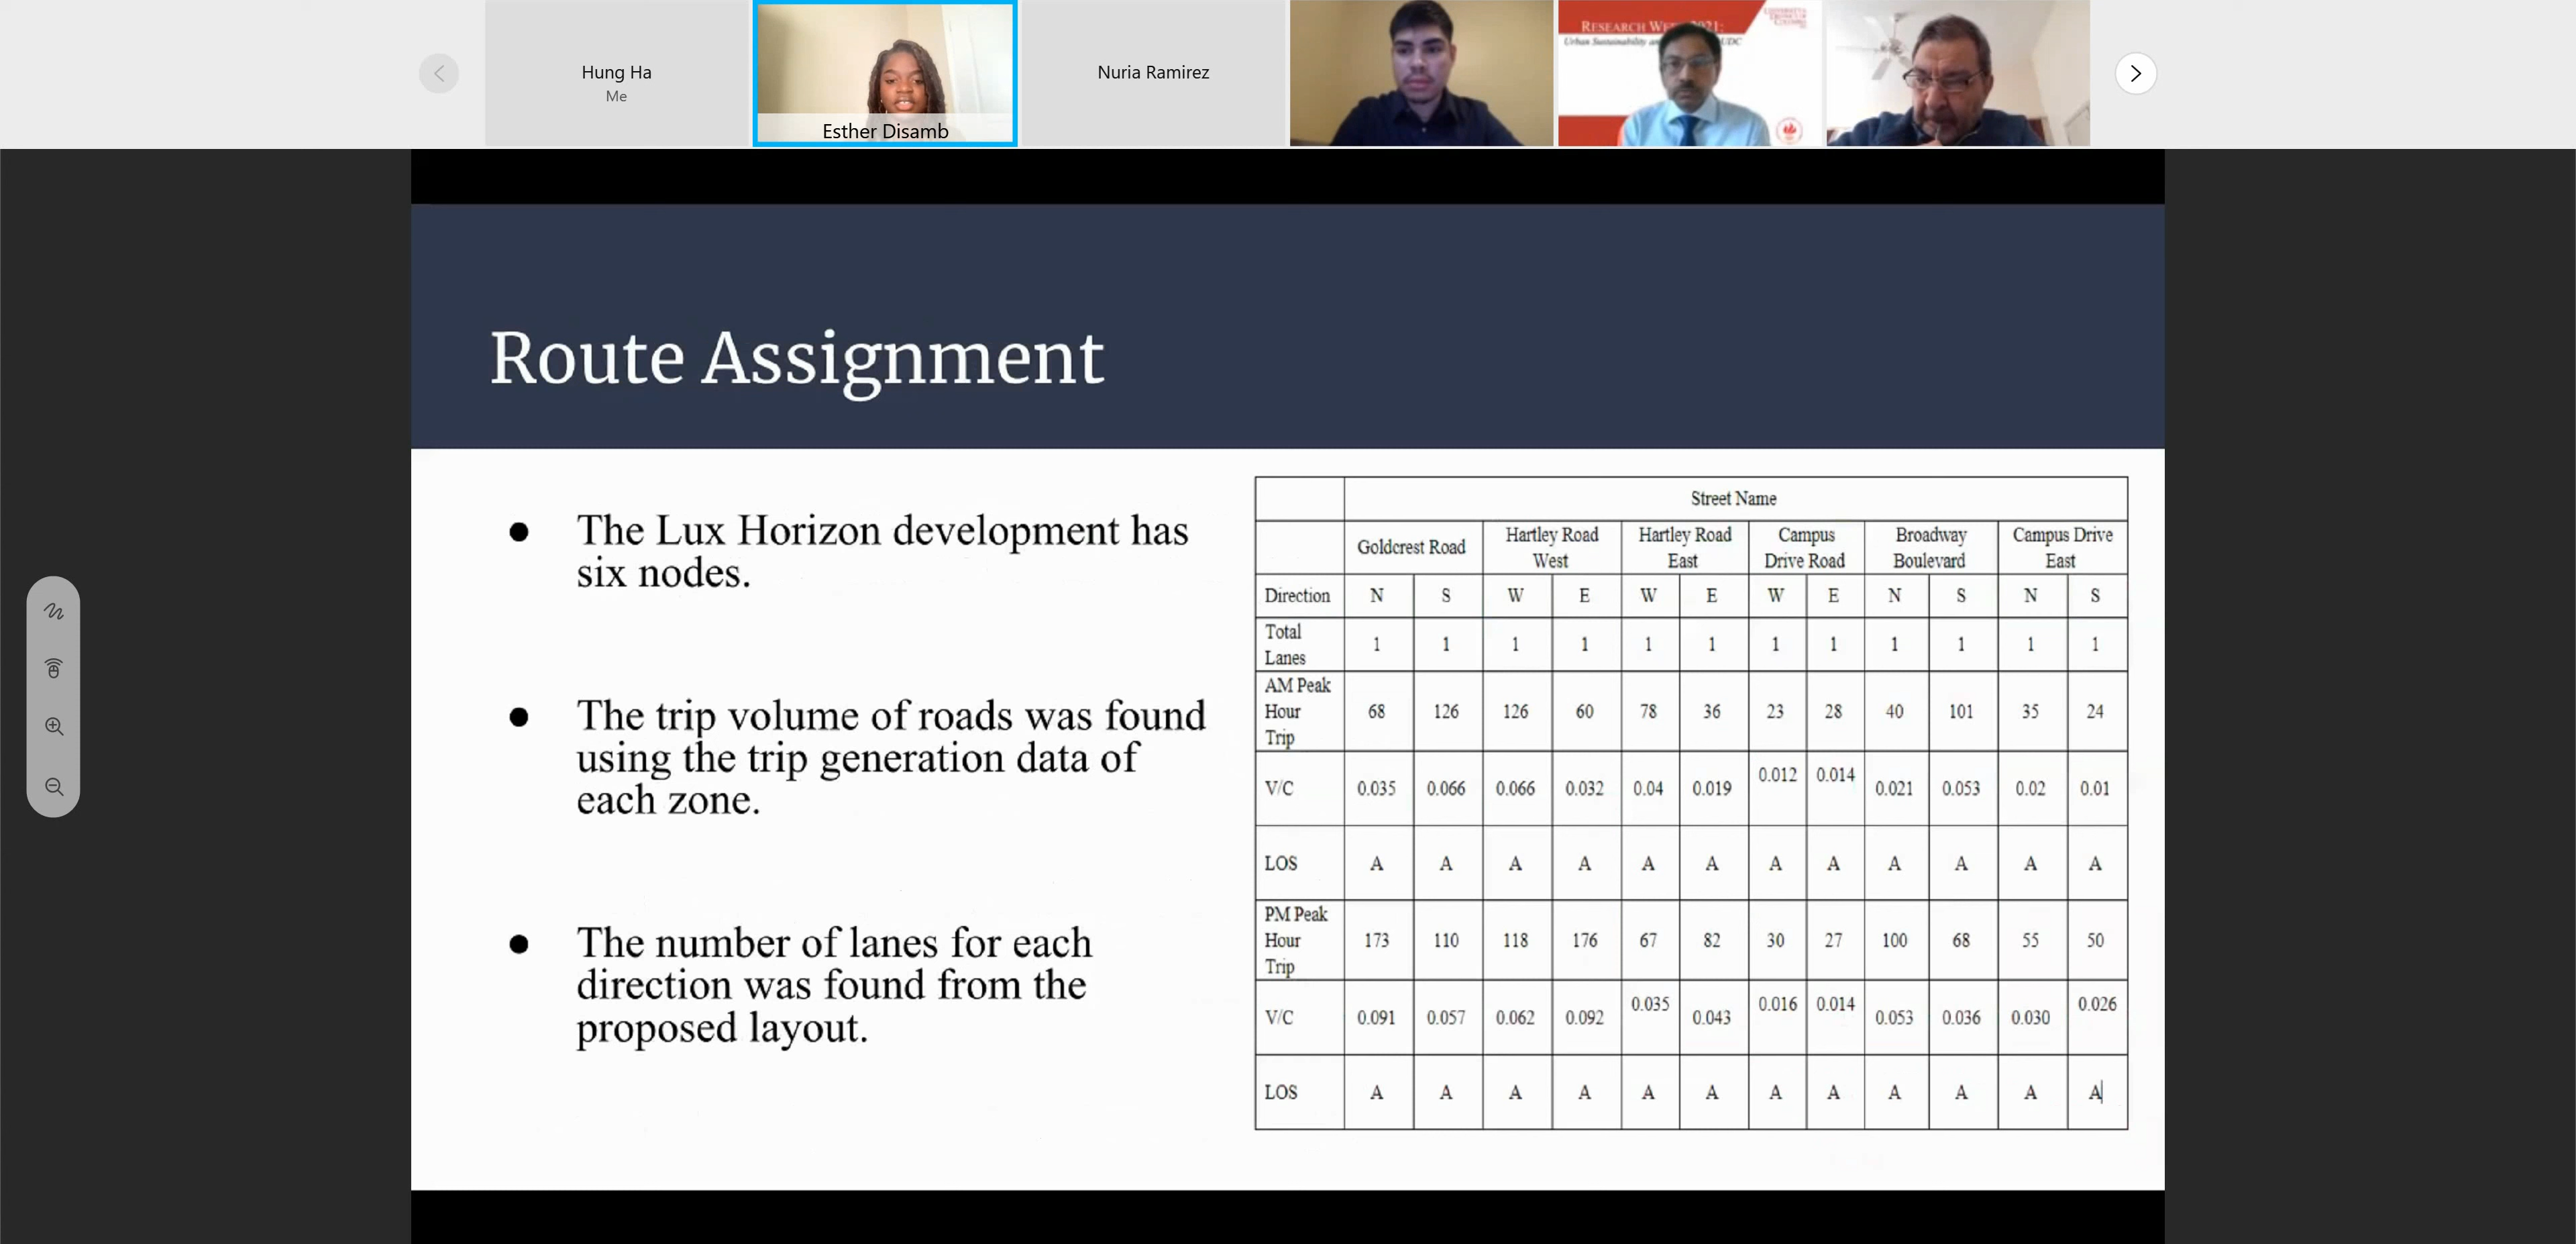 Hung Ha
Me
Esther Disamb
Nuria Ramirez
RESEARCH WEEK 2021:
Urban Sustainability an
UDC
Route Assignment
● The Lux Horizon development has
six nodes.
● The trip volume of roads was found
using the trip generation data of
each zone.
● The number of lanes for each
direction was found from the
proposed layout.
Street Name
Goldcrest Road Hartley Road West Hartley Road East Campus Drive Road Broadway Boulevard Campus Drive East
Direction N S W E W E W E N S N S
Total Lanes 1 1 1 1 1 1 1 1 1 1 1 1
AM Peak Hour Trip 68 126 126 60 78 36 23 28 40 101 35 24
V/C 0.035 0.066 0.066 0.032 0.04 0.019 0.012 0.014 0.021 0.053 0.02 0.01
LOS A A A A A A A A A A A A
PM Peak Hour Trip 173 110 118 176 67 82 30 27 100 68 55 50
V/C 0.091 0.057 0.062 0.092 0.035 0.043 0.016 0.014 0.053 0.036 0.030 0.026
LOS A A A A A A A A A A A A